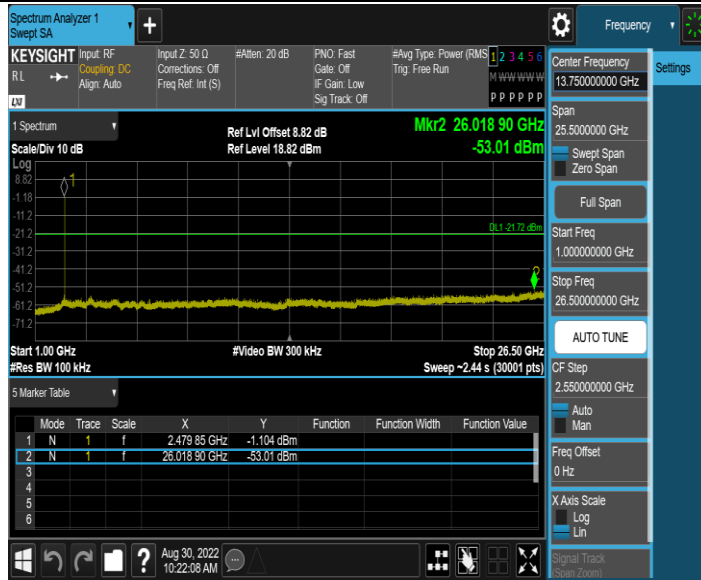 Spectrum Analyzer 1
Swept SA
+
Frequency
KEYSIGHT
RL
LXI
Input: RF
Coupling: DC
Align: Auto
Input Z: 50 Ω
Corrections: Off
Freq Ref: Int (S)
#Atten: 20 dB
PNO: Fast
Gate: Off
IF Gain: Low
Sig Track: Off
#Avg Type: Power (RMS
Trig: Free Run
1 2 3 4 5 6
M W W W W W
P P P P P P
1 Spectrum
Scale/Div 10 dB
Ref Lvl Offset 8.82 dB
Ref Level 18.82 dBm
Mkr2 26.018 90 GHz
-53.01 dBm
Log
8.82
-1.18
-11.2
-21.2
-31.2
-41.2
-51.2
-61.2
-71.2
1
2
DL1 -21.72 dBm
Start 1.00 GHz
#Res BW 100 kHz
#Video BW 300 kHz
Stop 26.50 GHz
Sweep ~2.44 s (30001 pts)
5 Marker Table
Mode Trace Scale X Y Function Function Width Function Value
1 N 1 f 2.479 85 GHz -1.104 dBm
2 N 1 f 26.018 90 GHz -53.01 dBm
3
4
5
6
Aug 30, 2022
10:22:08 AM
?
Center Frequency
13.750000000 GHz
Settings
Span
25.5000000 GHz
Swept Span
Zero Span
Full Span
Start Freq
1.000000000 GHz
Stop Freq
26.500000000 GHz
AUTO TUNE
CF Step
2.550000000 GHz
Auto
Man
Freq Offset
0 Hz
X Axis Scale
Log
Lin
Signal Track
(Span Zoom)